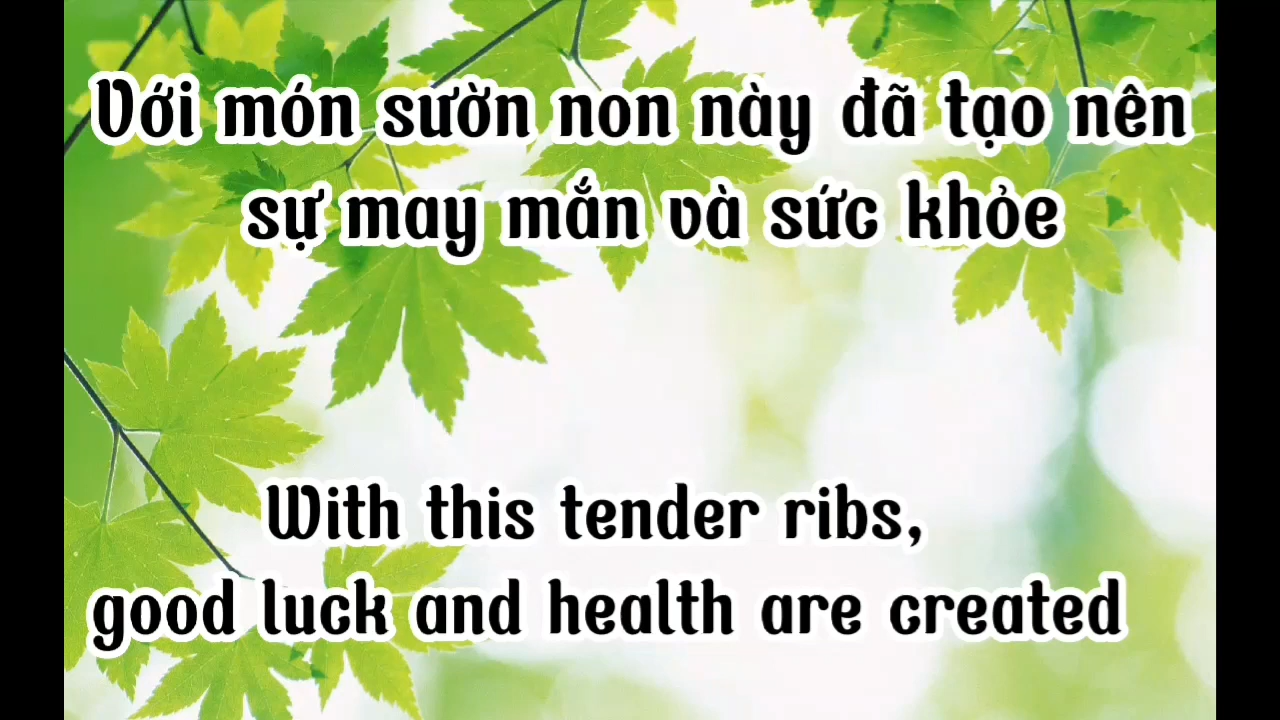 Với món sườn non này đã tạo nên
sự may mắn và sức khỏe
With this tender ribs,
good luck and health are created